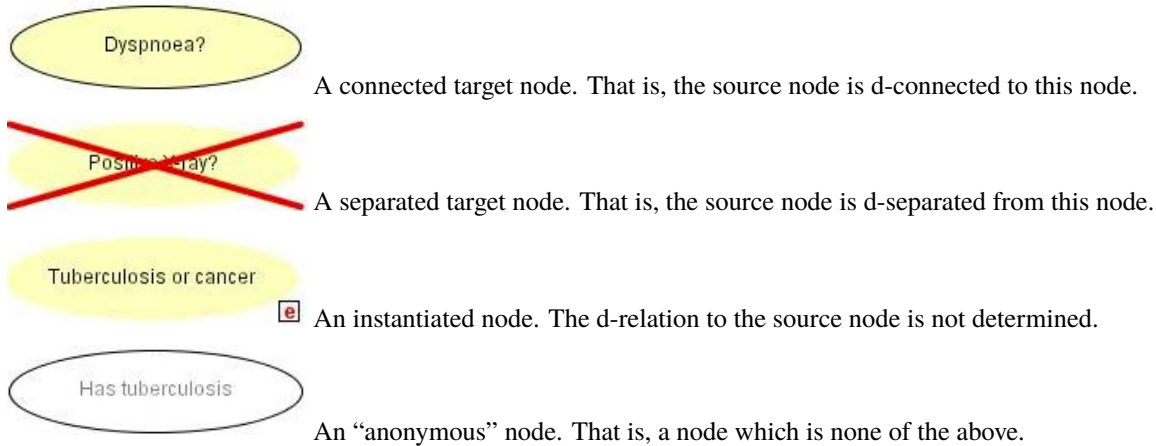 Dyspnoea?
A connected target node. That is, the source node is d-connected to this node.
Positive X-ray?
A separated target node. That is, the source node is d-separated from this node.
Tuberculosis or cancer
e
An instantiated node. The d-relation to the source node is not determined.
Has tuberculosis
An “anonymous” node. That is, a node which is none of the above.